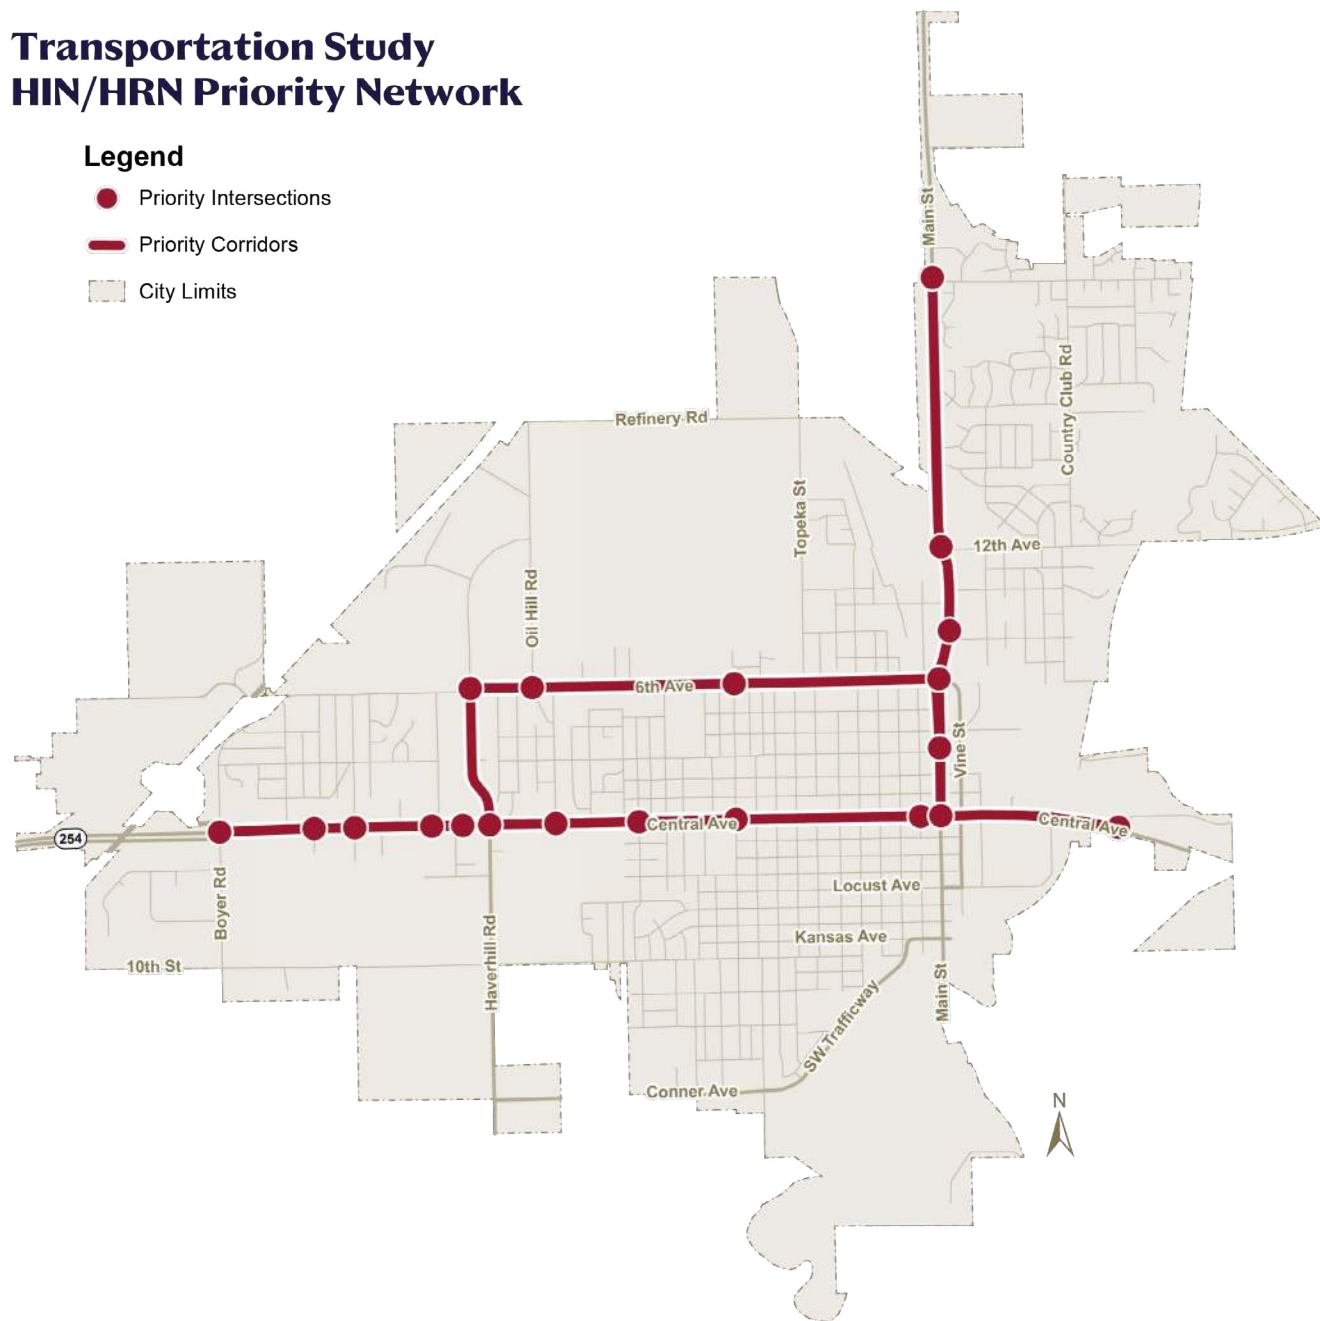 Transportation Study
HIN/HRN Priority Network
Legend
Priority Intersections
Priority Corridors
City Limits
Main St
Country Club Rd
Refinery Rd
Topeka St
12th Ave
Oil Hill Rd
6th Ave
Vine St
254
Central Ave
Central Ave
Boyer Rd
Locust Ave
Haverhill Rd
Kansas Ave
10th St
Main St
SW Trafficway
Conner Ave
N